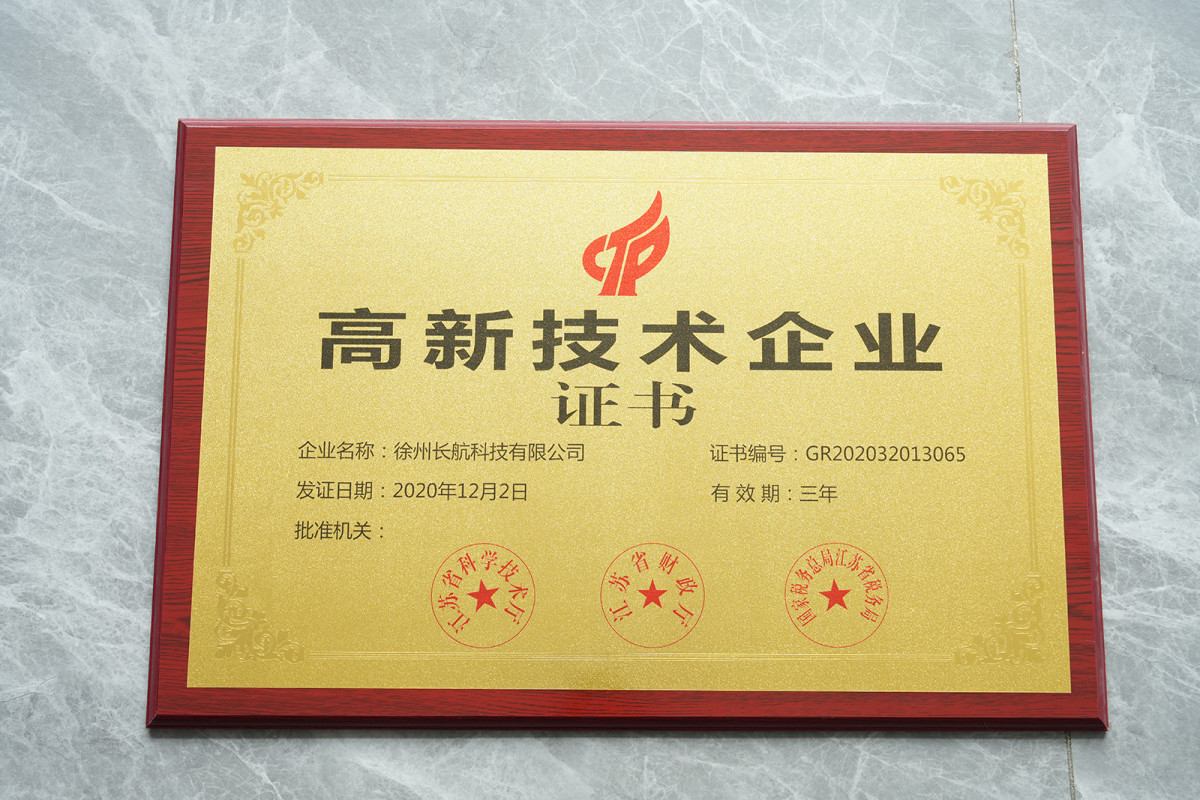 CTP
高新技术企业
证书
企业名称：徐州长航科技有限公司
证书编号：GR202032013065
发证日期：2020年12月2日
有效期：三年
批准机关：
江苏省科学技术厅
江苏省财政厅
国家税务总局江苏省税务局